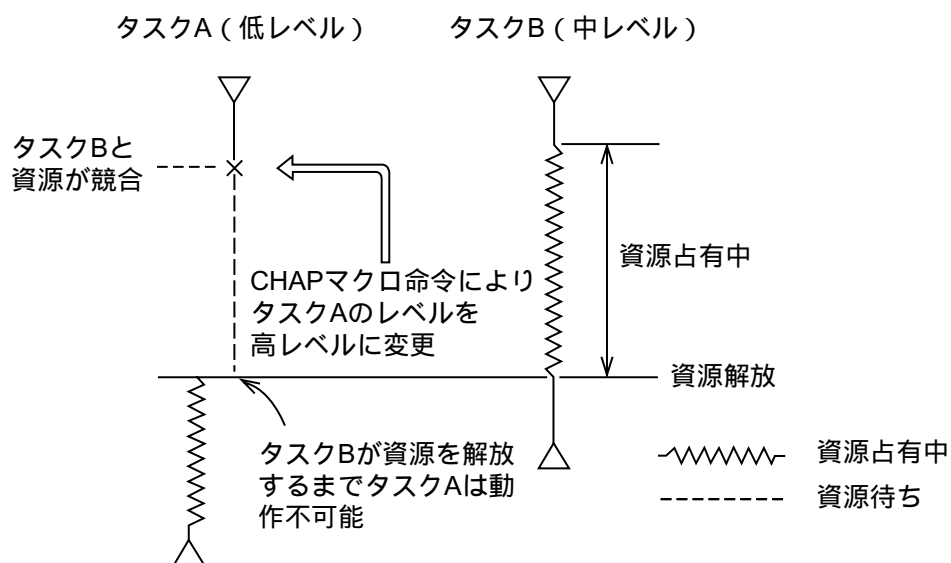 タスクA（低レベル）
タスクB（中レベル）
タスクBと
資源が競合
CHAPマクロ命令により
タスクAのレベルを
高レベルに変更
資源占有中
資源解放
タスクBが資源を解放
するまでタスクAは動
作不可能
資源占有中
資源待ち